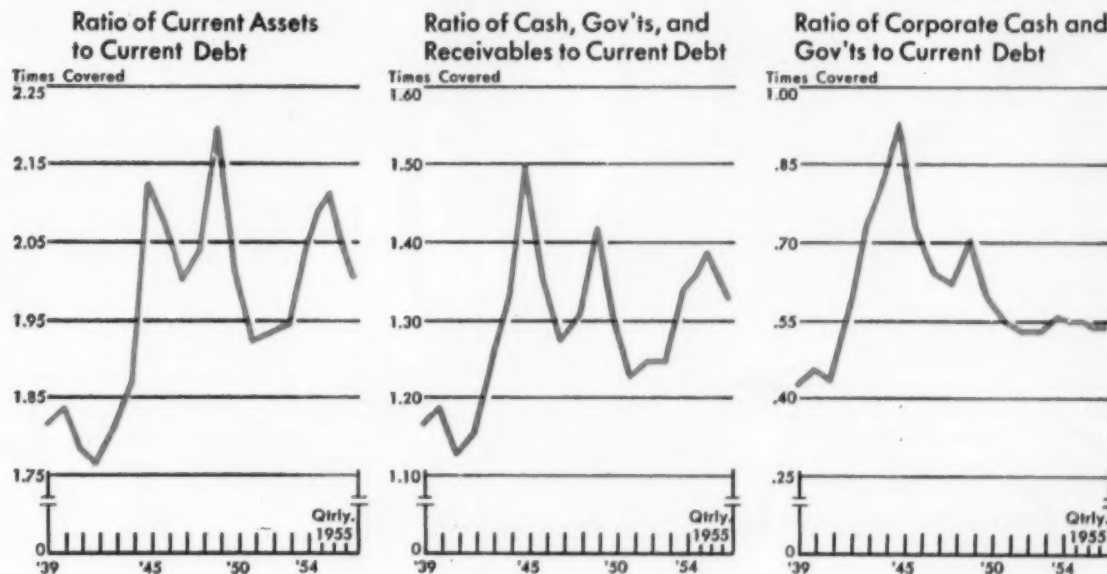 Ratio of Current Assets
to Current Debt
Times Covered
2.25
2.15
2.05
1.95
1.85
1.75
0
Qtrly.
1955
'39 '45 '50 '54
Ratio of Cash, Gov'ts, and
Receivables to Current Debt
Times Covered
1.60
1.50
1.40
1.30
1.20
1.10
0
Qtrly.
1955
'39 '45 '50 '54
Ratio of Corporate Cash and
Gov'ts to Current Debt
Times Covered
1.00
.85
.70
.55
.40
.25
0
Qtrly.
1955
'39 '45 '50 '54